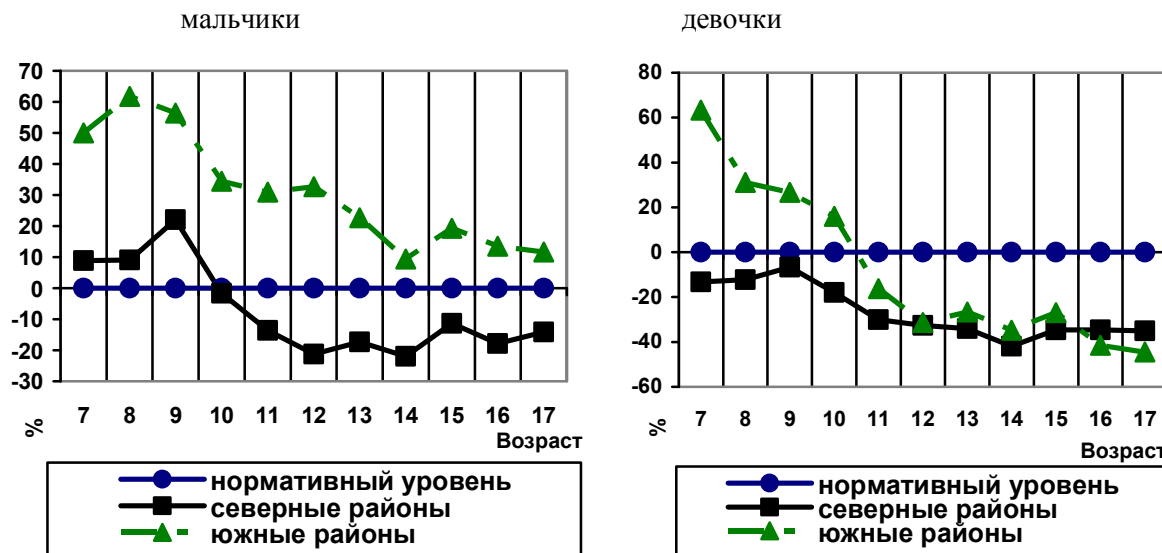 мальчики
70
60
50
40
30
20
10
0
-10
-20
-30
7 8 9 10 11 12 13 14 15 16 17
%
Возраст
нормативный уровень
северные районы
южные районы
девочки
80
60
40
20
0
-20
-40
-60
7 8 9 10 11 12 13 14 15 16 17
%
Возраст
нормативный уровень
северные районы
южные районы